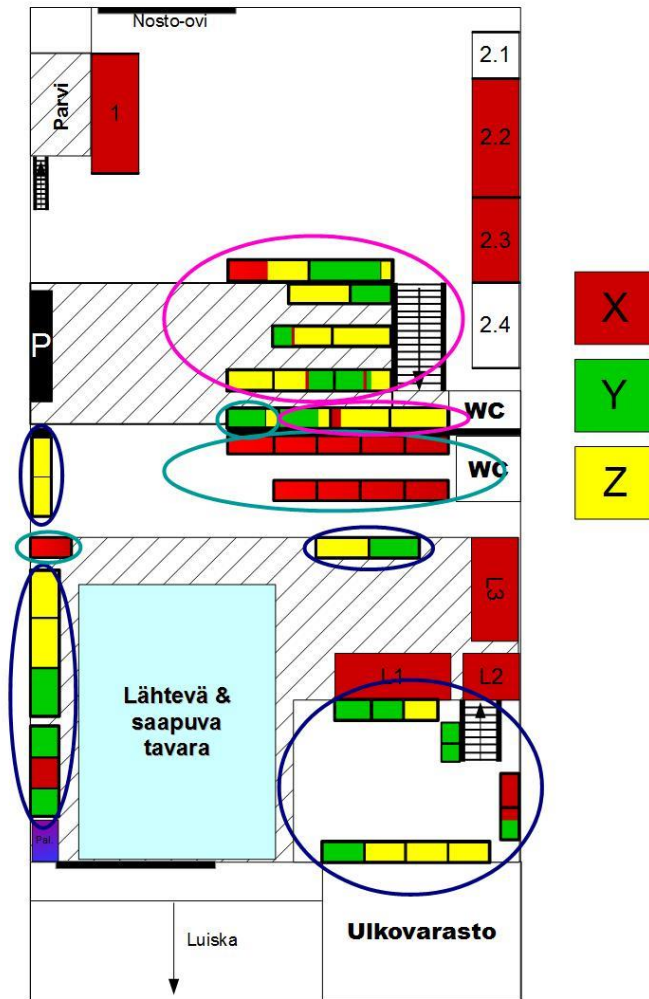 Nosto-ovi
2.1
Parvi
1
2.2
2.3
X
2.4
P
Y
WC
WC
Z
L3
L1
L2
Lähtevä &
saapuva
tavara
Pal.
Ulkovarasto
Luiska